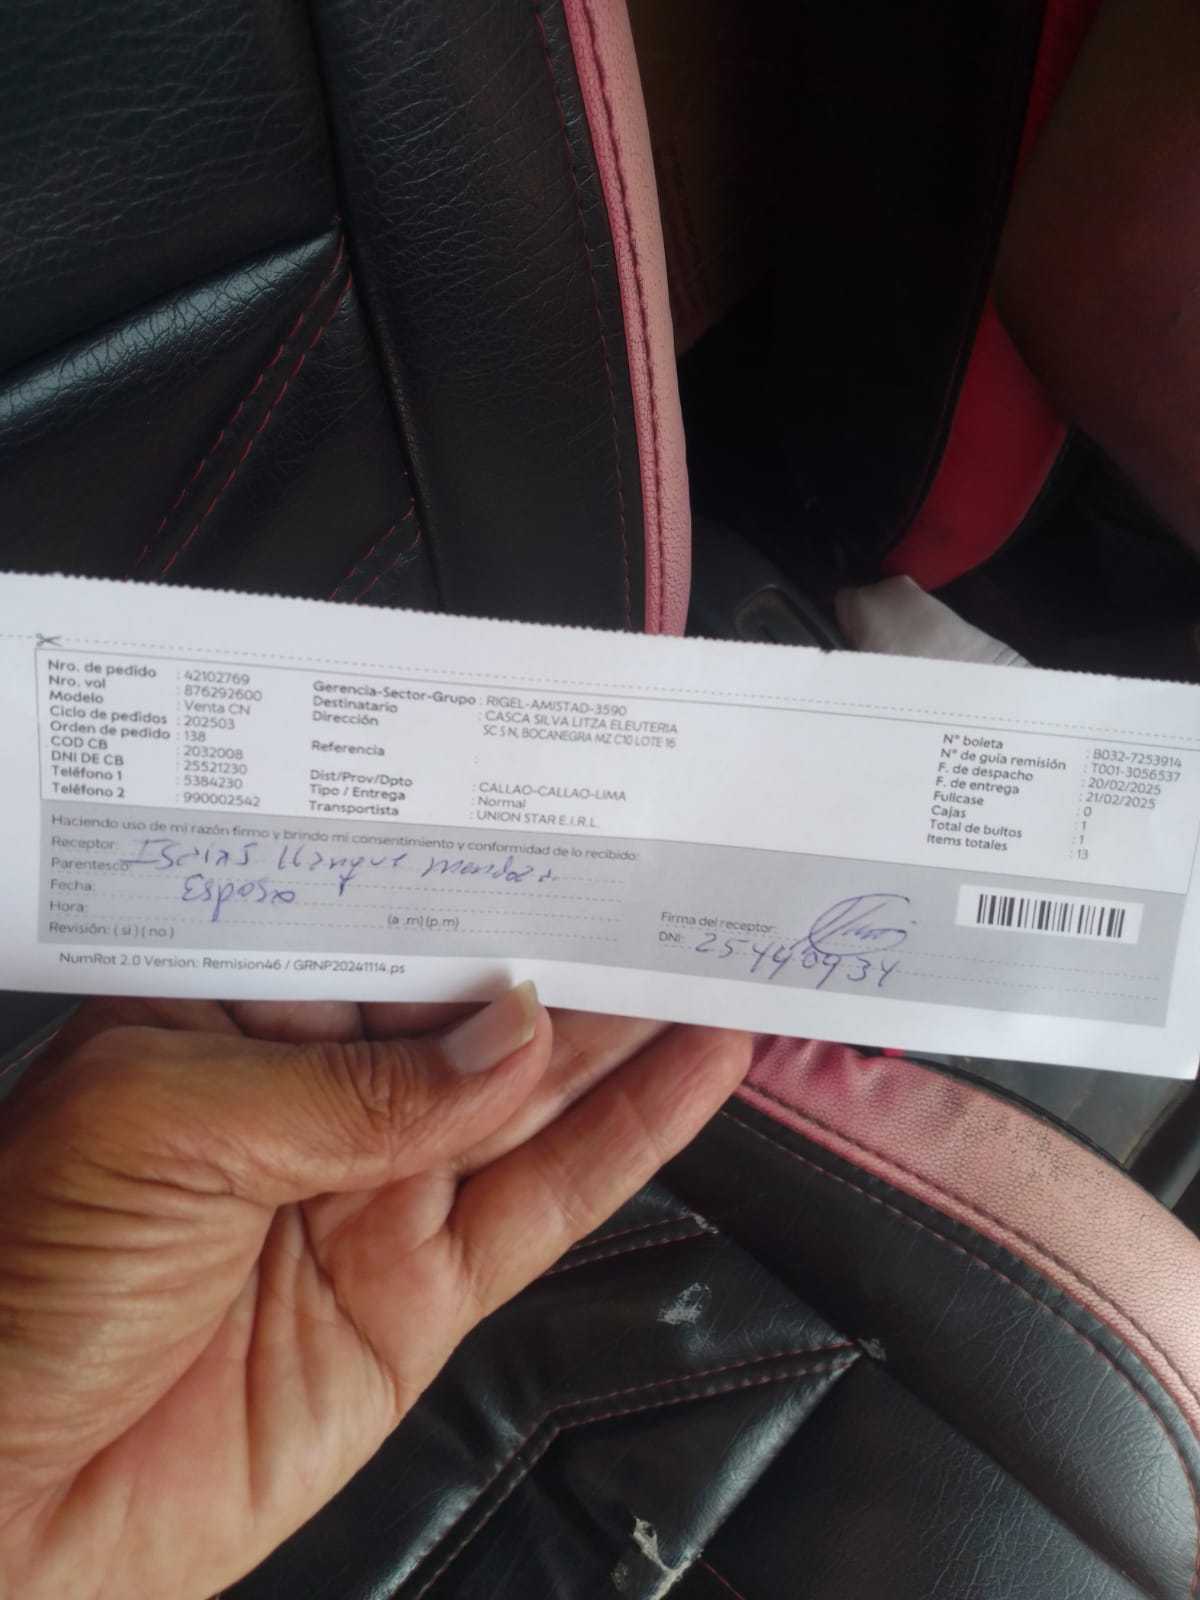 Nro. de pedido : 42102769
Nro. vol : 876292600
Modelo : Venta CN
Ciclo de pedidos : 202503
Orden de pedido : 138
COD CB : 2032008
DNI DE CB : 25521230
Teléfono 1 : 5384230
Teléfono 2 : 990002542
Gerencia-Sector-Grupo : RIGEL-AMISTAD-3590
Destinatario : CASCA SILVA LITZA ELEUTERIA
Dirección SC S N, BOCANEGRA MZ C10 LOTE 16
Referencia :
Dist/Prov/Dpto : CALLAO-CALLAO-LIMA
Tipo / Entrega : Normal
Transportista : UNION STAR E.I.R.L.
N° boleta : B032-7253914
N° de guía remisión : T001-3056537
F. de despacho : 20/02/2025
F. de entrega : 21/02/2025
Fullcase : 0
Cajas : 1
Total de bultos : 1
Items totales : 13
Haciendo uso de mi razón firmo y brindo mi consentimiento y conformidad de lo recibido:
Receptor: Isaias Llanque Mendoza
Parentesco: Esposo
Fecha:
Hora: (a .m) (p.m)
Revisión: ( si ) ( no )
Firma del receptor:
DNI: 25440934
NumRot 2.0 Version: Remision46 / GRNP20241114.ps